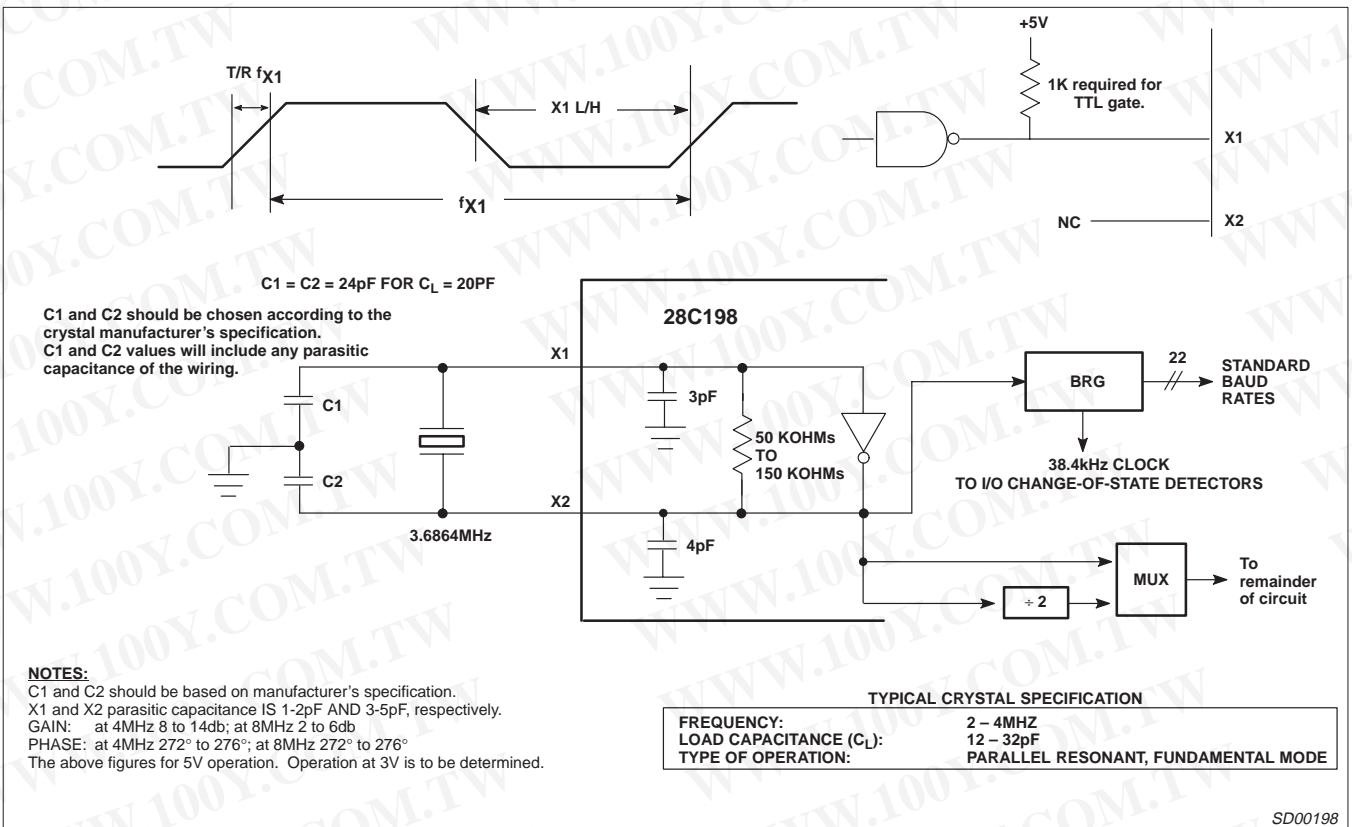 T/R fX1
X1 L/H
fX1
+5V
1K required for
TTL gate.
X1
NC
X2
C1 = C2 = 24pF FOR CL = 20PF
C1 and C2 should be chosen according to the
crystal manufacturer's specification.
C1 and C2 values will include any parasitic
capacitance of the wiring.
28C198
X1
C1
C2
X2
3.6864MHz
3pF
50 KOHMs
TO
150 KOHMs
4pF
BRG
22
STANDARD
BAUD
RATES
38.4kHz CLOCK
TO I/O CHANGE-OF-STATE DETECTORS
÷ 2
MUX
To
remainder
of circuit
NOTES:
C1 and C2 should be based on manufacturer's specification.
X1 and X2 parasitic capacitance IS 1-2pF AND 3-5pF, respectively.
GAIN: at 4MHz 8 to 14db; at 8MHz 2 to 6db
PHASE: at 4MHz 272° to 276°; at 8MHz 272° to 276°
The above figures for 5V operation. Operation at 3V is to be determined.
TYPICAL CRYSTAL SPECIFICATION
FREQUENCY: 2 – 4MHZ
LOAD CAPACITANCE (CL): 12 – 32pF
TYPE OF OPERATION: PARALLEL RESONANT, FUNDAMENTAL MODE
SD00198
WWW.100Y.COM.TW